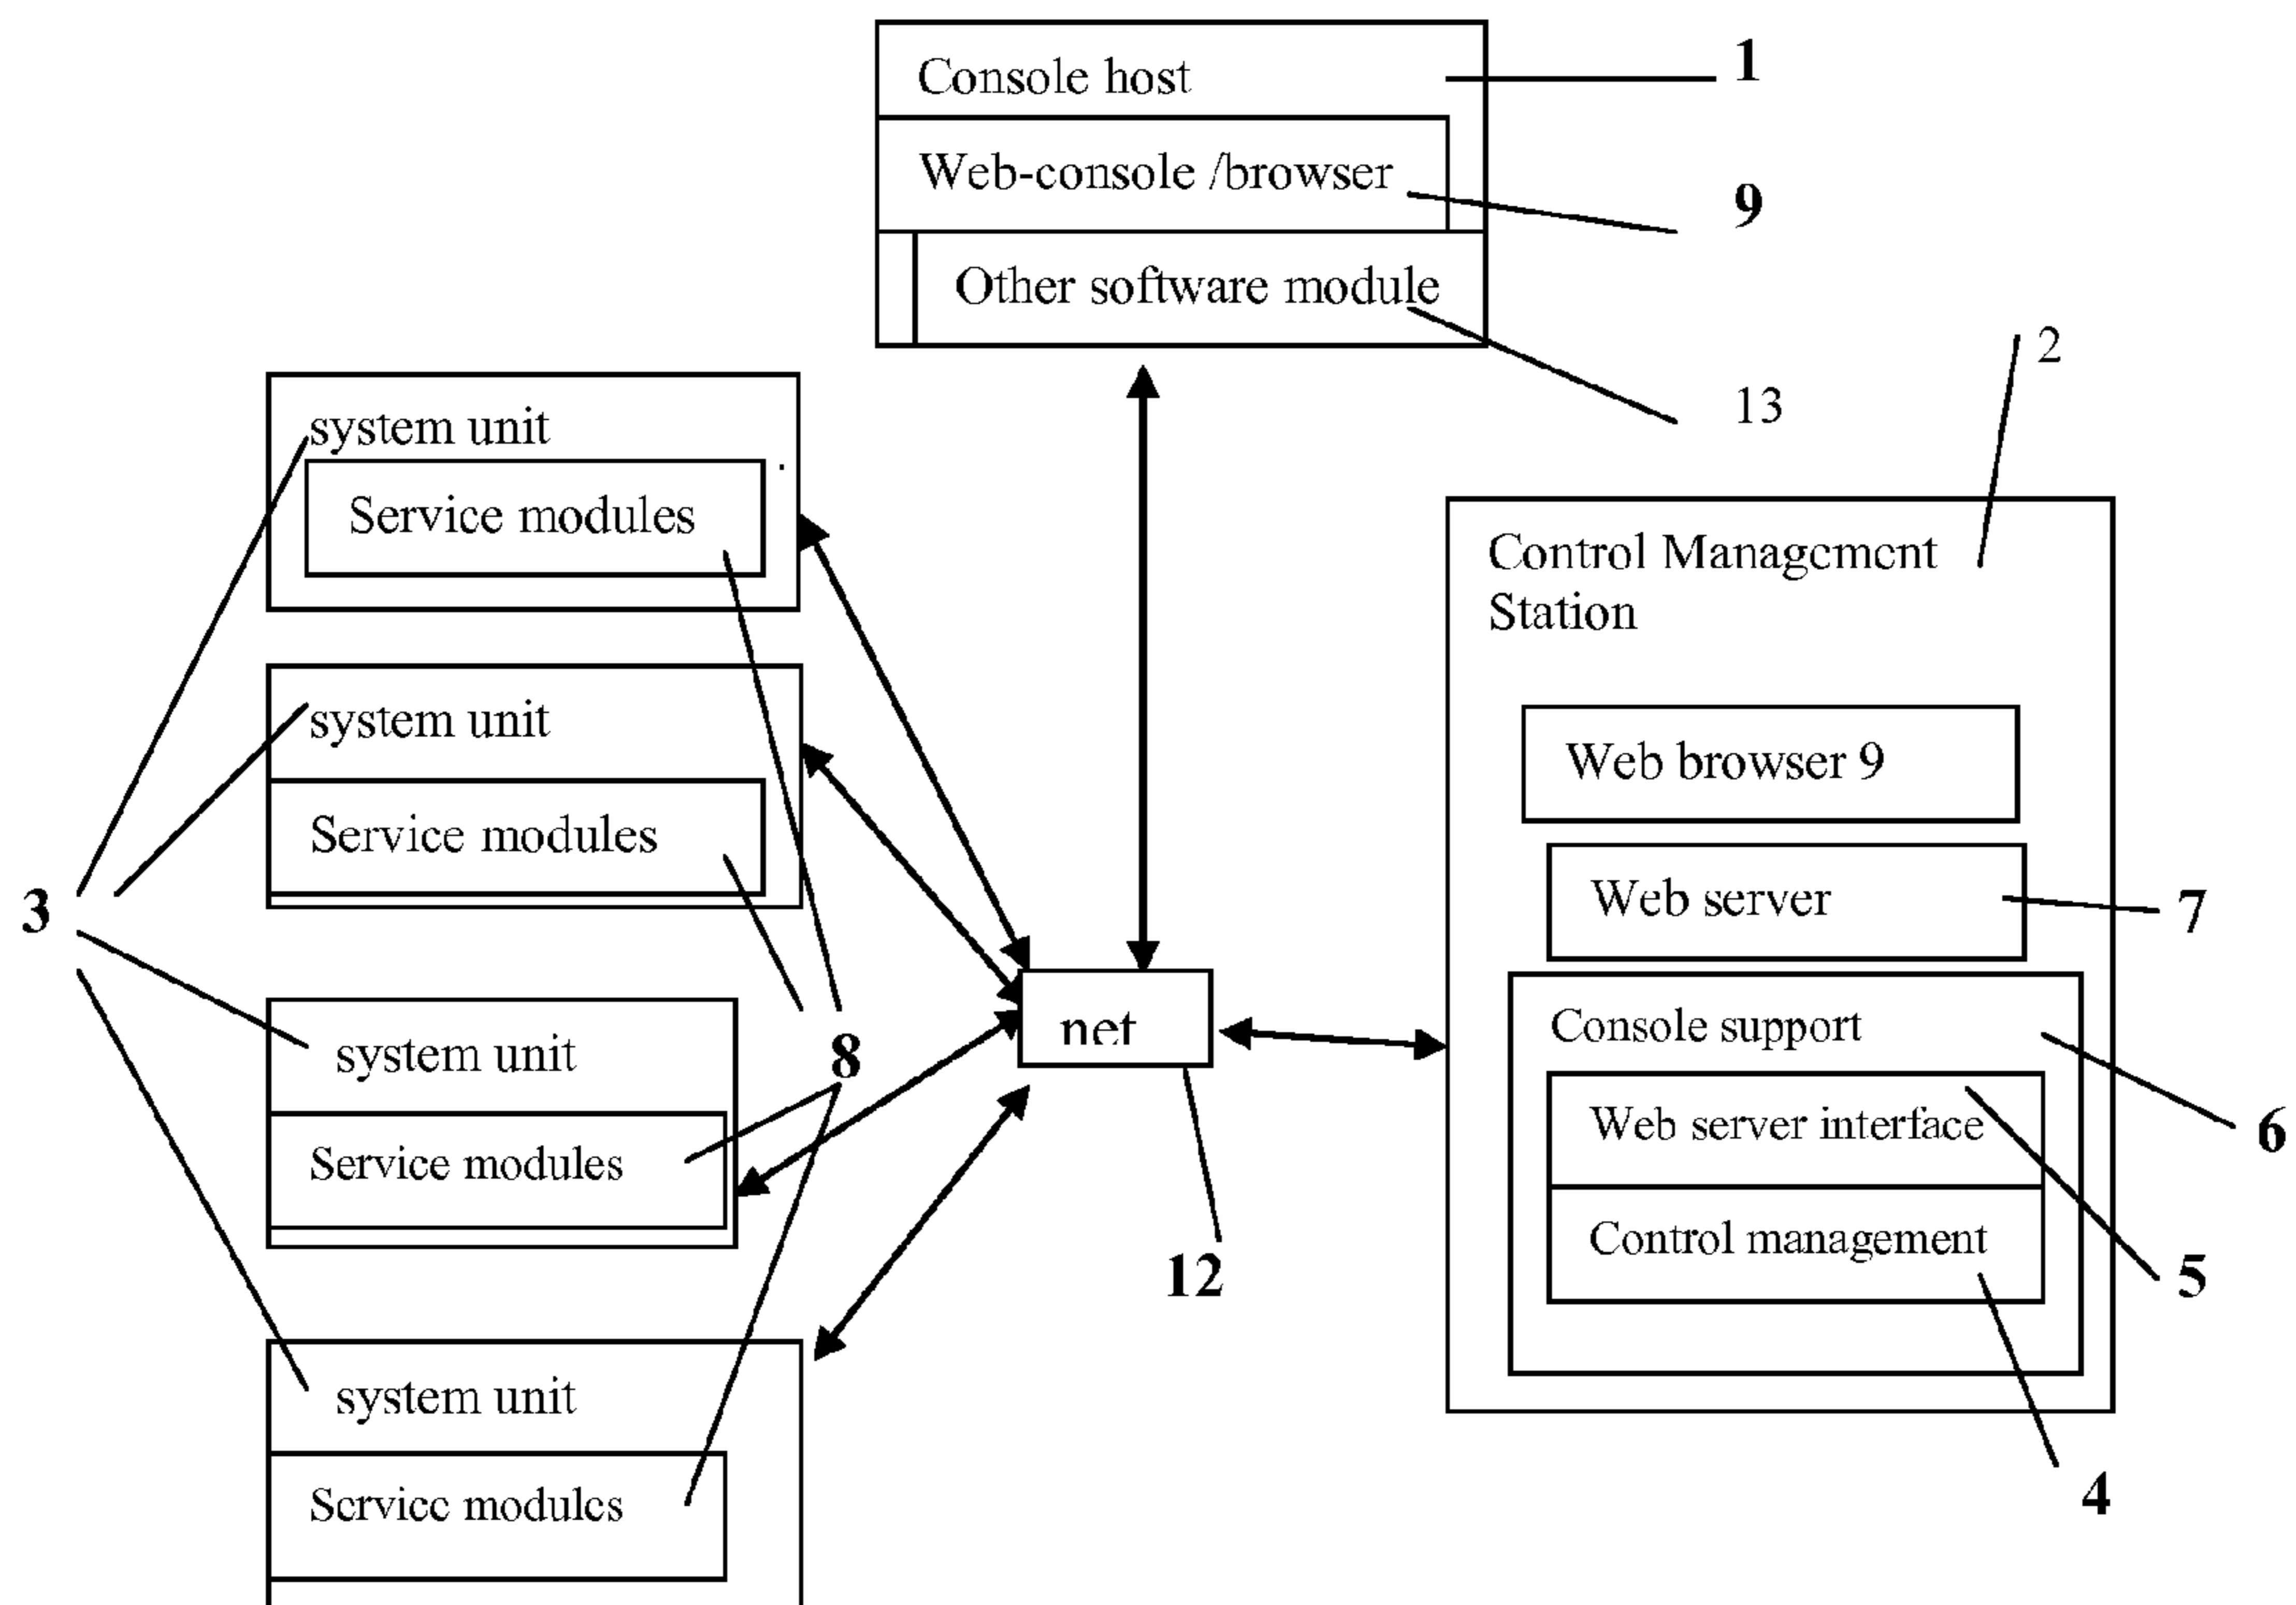 Console host
1
Web-console /browser
9
Other software module
13
2
system unit
Service modules
system unit
Service modules
3
system unit
Service modules
8
system unit
Service modules
net
12
Control Management
Station
Web browser 9
Web server
7
Console support
6
Web server interface
5
Control management
4